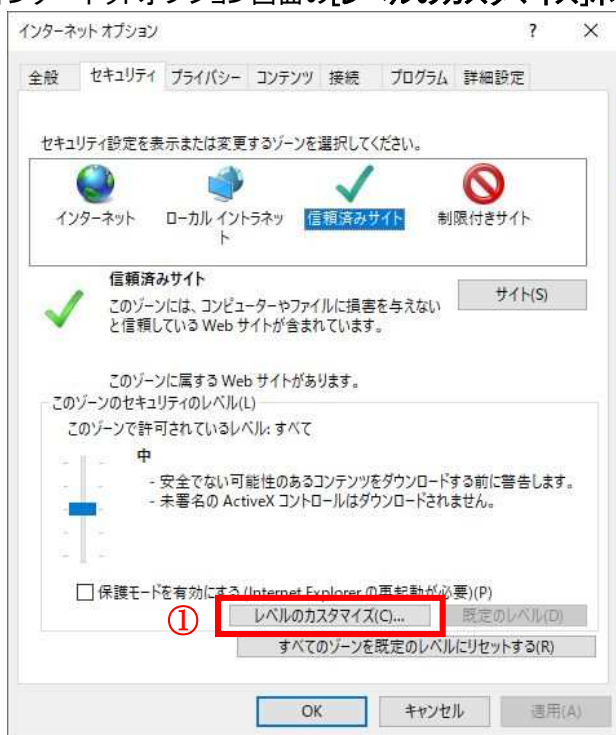 インターネットオプション
? ×
全般 セキュリティ プライバシー コンテンツ 接続 プログラム 詳細設定
セキュリティ設定を表示または変更するゾーンを選択してください。
インターネット ローカル イントラネッ 信頼済みサイト 制限付きサイト
ト
信頼済みサイト
サイト(S)
このゾーンには、コンピューターやファイルに損害を与えない
と信頼している Web サイトが含まれています。
このゾーンに属する Web サイトがあります。
このゾーンのセキュリティのレベル(L)
このゾーンで許可されているレベル: すべて
中
- 安全でない可能性のあるコンテンツをダウンロードする前に警告します。
- 未署名の ActiveX コントロールはダウンロードされません。
保護モードを有効にする (Internet Explorer の再起動が必要)(P)
① レベルのカスタマイズ(C)... 既定のレベル(D)
すべてのゾーンを既定のレベルにリセットする(R)
OK キャンセル 適用(A)